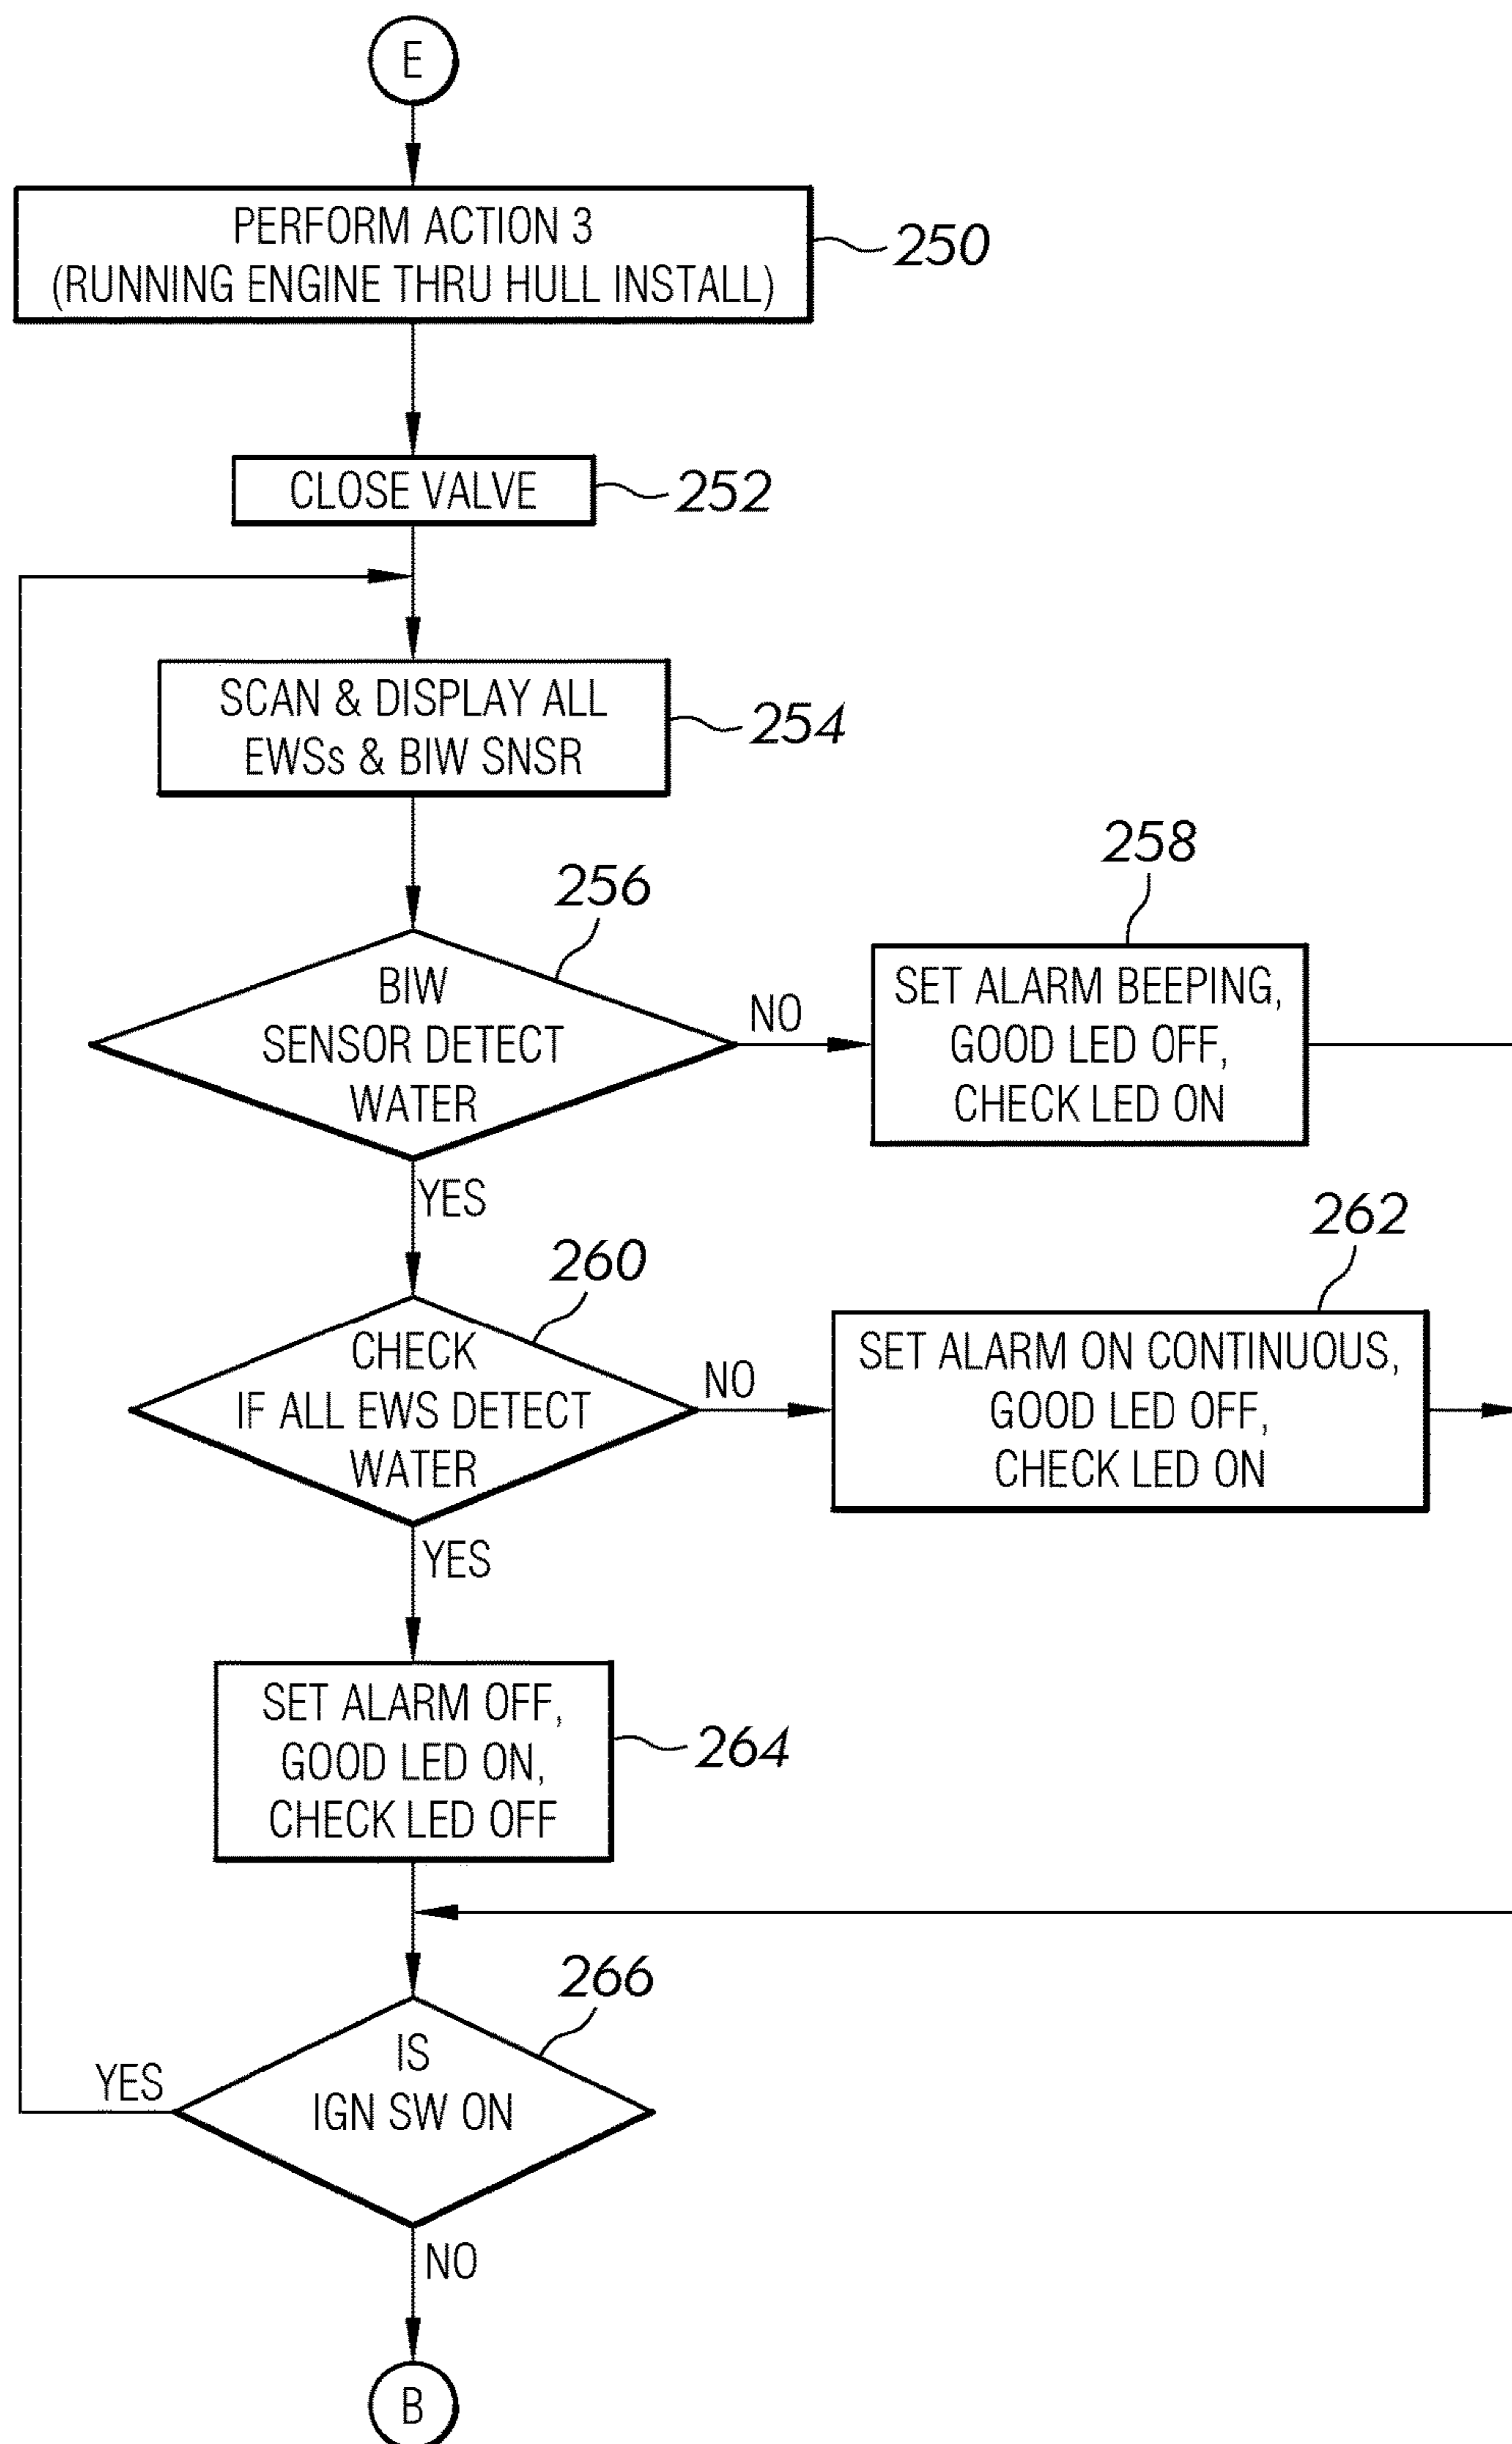 E
PERFORM ACTION 3
(RUNNING ENGINE THRU HULL INSTALL)
250
CLOSE VALVE
252
SCAN & DISPLAY ALL
EWSs & BIW SNSR
254
256
BIW
SENSOR DETECT
WATER
NO
258
SET ALARM BEEPING,
GOOD LED OFF,
CHECK LED ON
YES
260
CHECK
IF ALL EWS DETECT
WATER
NO
262
SET ALARM ON CONTINUOUS,
GOOD LED OFF,
CHECK LED ON
YES
SET ALARM OFF,
GOOD LED ON,
CHECK LED OFF
264
266
IS
IGN SW ON
YES
NO
B